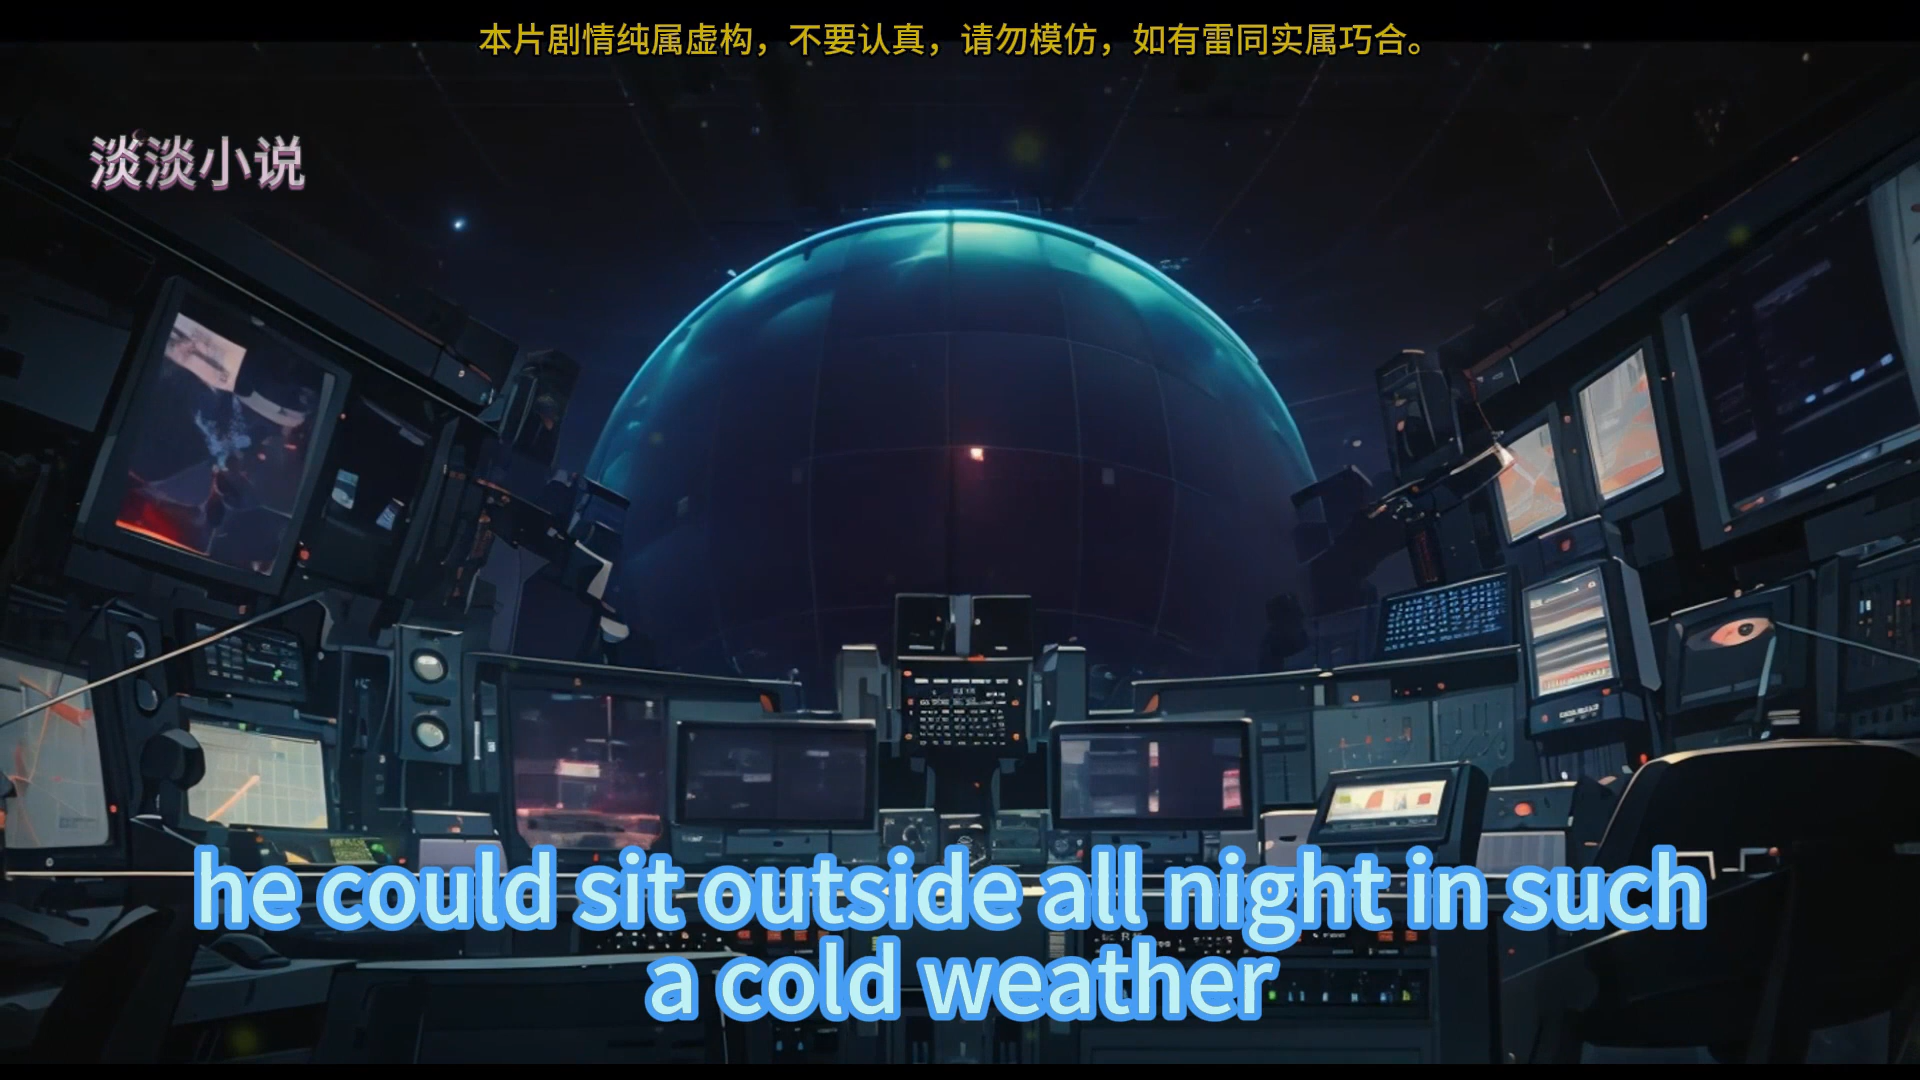 本片剧情纯属虚构，不要认真，请勿模仿，如有雷同实属巧合。
淡淡小说
he could sit outside all night in such
a cold weather